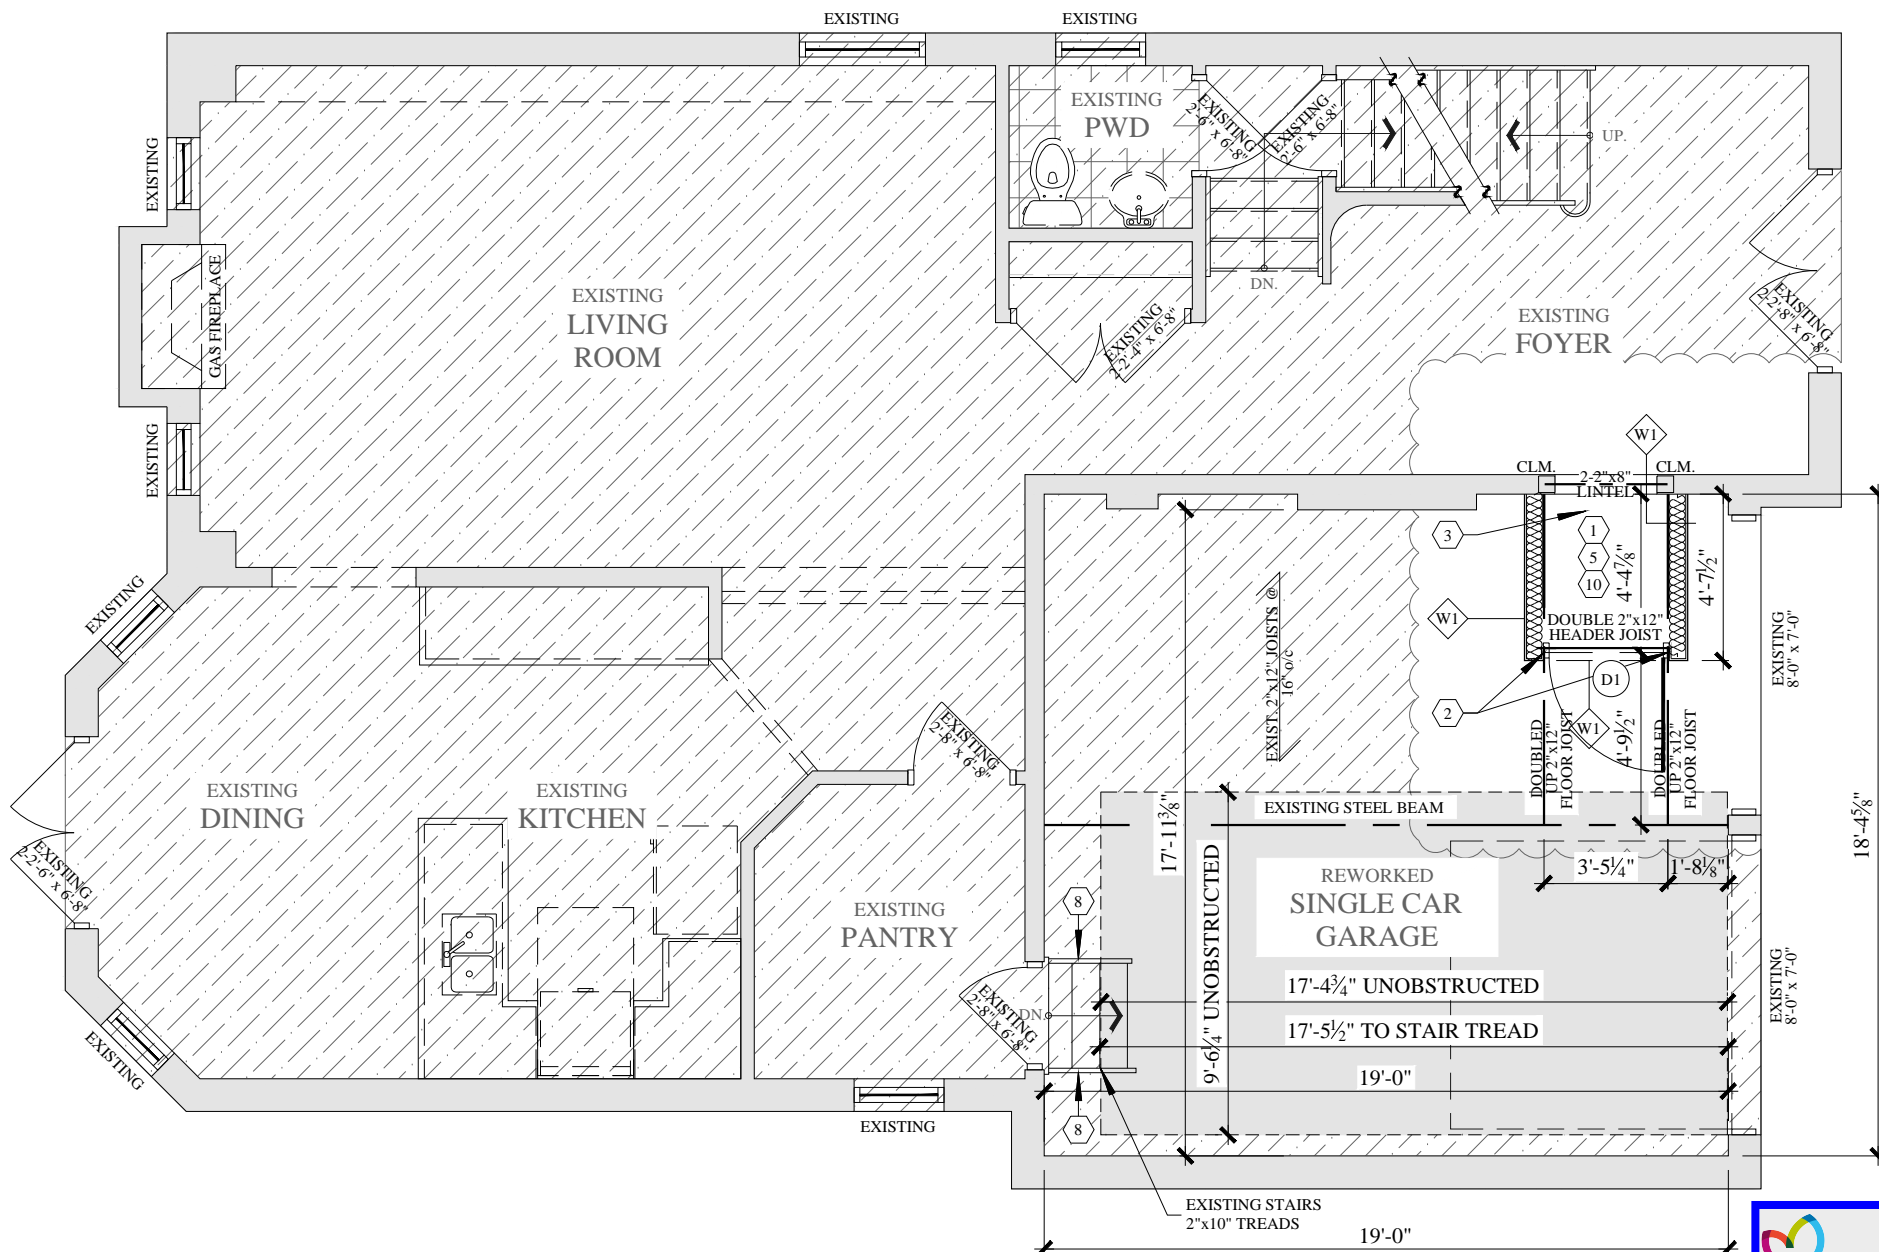 EXISTING
EXISTING
EXISTING
EXISTING
PWD
EXISTING
2'-6" x 6'-8"
EXISTING
2'-6" x 6'-8"
UP.
DN.
GAS FIREPLACE
EXISTING
LIVING
ROOM
EXISTING
2-2'-4" x 6'-8"
EXISTING
FOYER
EXISTING
2-2'-8" x 6'-8"
EXISTING
W1
CLM.
2-2"x8"
LINTEL
CLM.
3
1
5
10
4'-4⅞"
4'-7½"
W1
DOUBLE 2"x12"
HEADER JOIST
D1
2
W1
EXIST. 2"x12" JOISTS @
16" o/c
DOUBLED
UP 2"x12"
FLOOR JOIST
4'-9½"
DOUBLED
UP 2"x12"
FLOOR JOIST
EXISTING
8'-0" x 7'-0"
EXISTING
EXISTING
DINING
EXISTING
KITCHEN
EXISTING
2'-8" x 6'-8"
EXISTING STEEL BEAM
17'-11⅜"
9'-6¼" UNOBSTRUCTED
3'-5¼"
1'-8⅛"
18'-4⅝"
REWORKED
SINGLE CAR
GARAGE
EXISTING
2-2'-6" x 6'-8"
EXISTING
PANTRY
8
17'-4¾" UNOBSTRUCTED
17'-5½" TO STAIR TREAD
19'-0"
EXISTING
8'-0" x 7'-0"
EXISTING
2'-8" x 6'-8"
DN.
8
EXISTING
EXISTING
EXISTING STAIRS
2"x10" TREADS
19'-0"